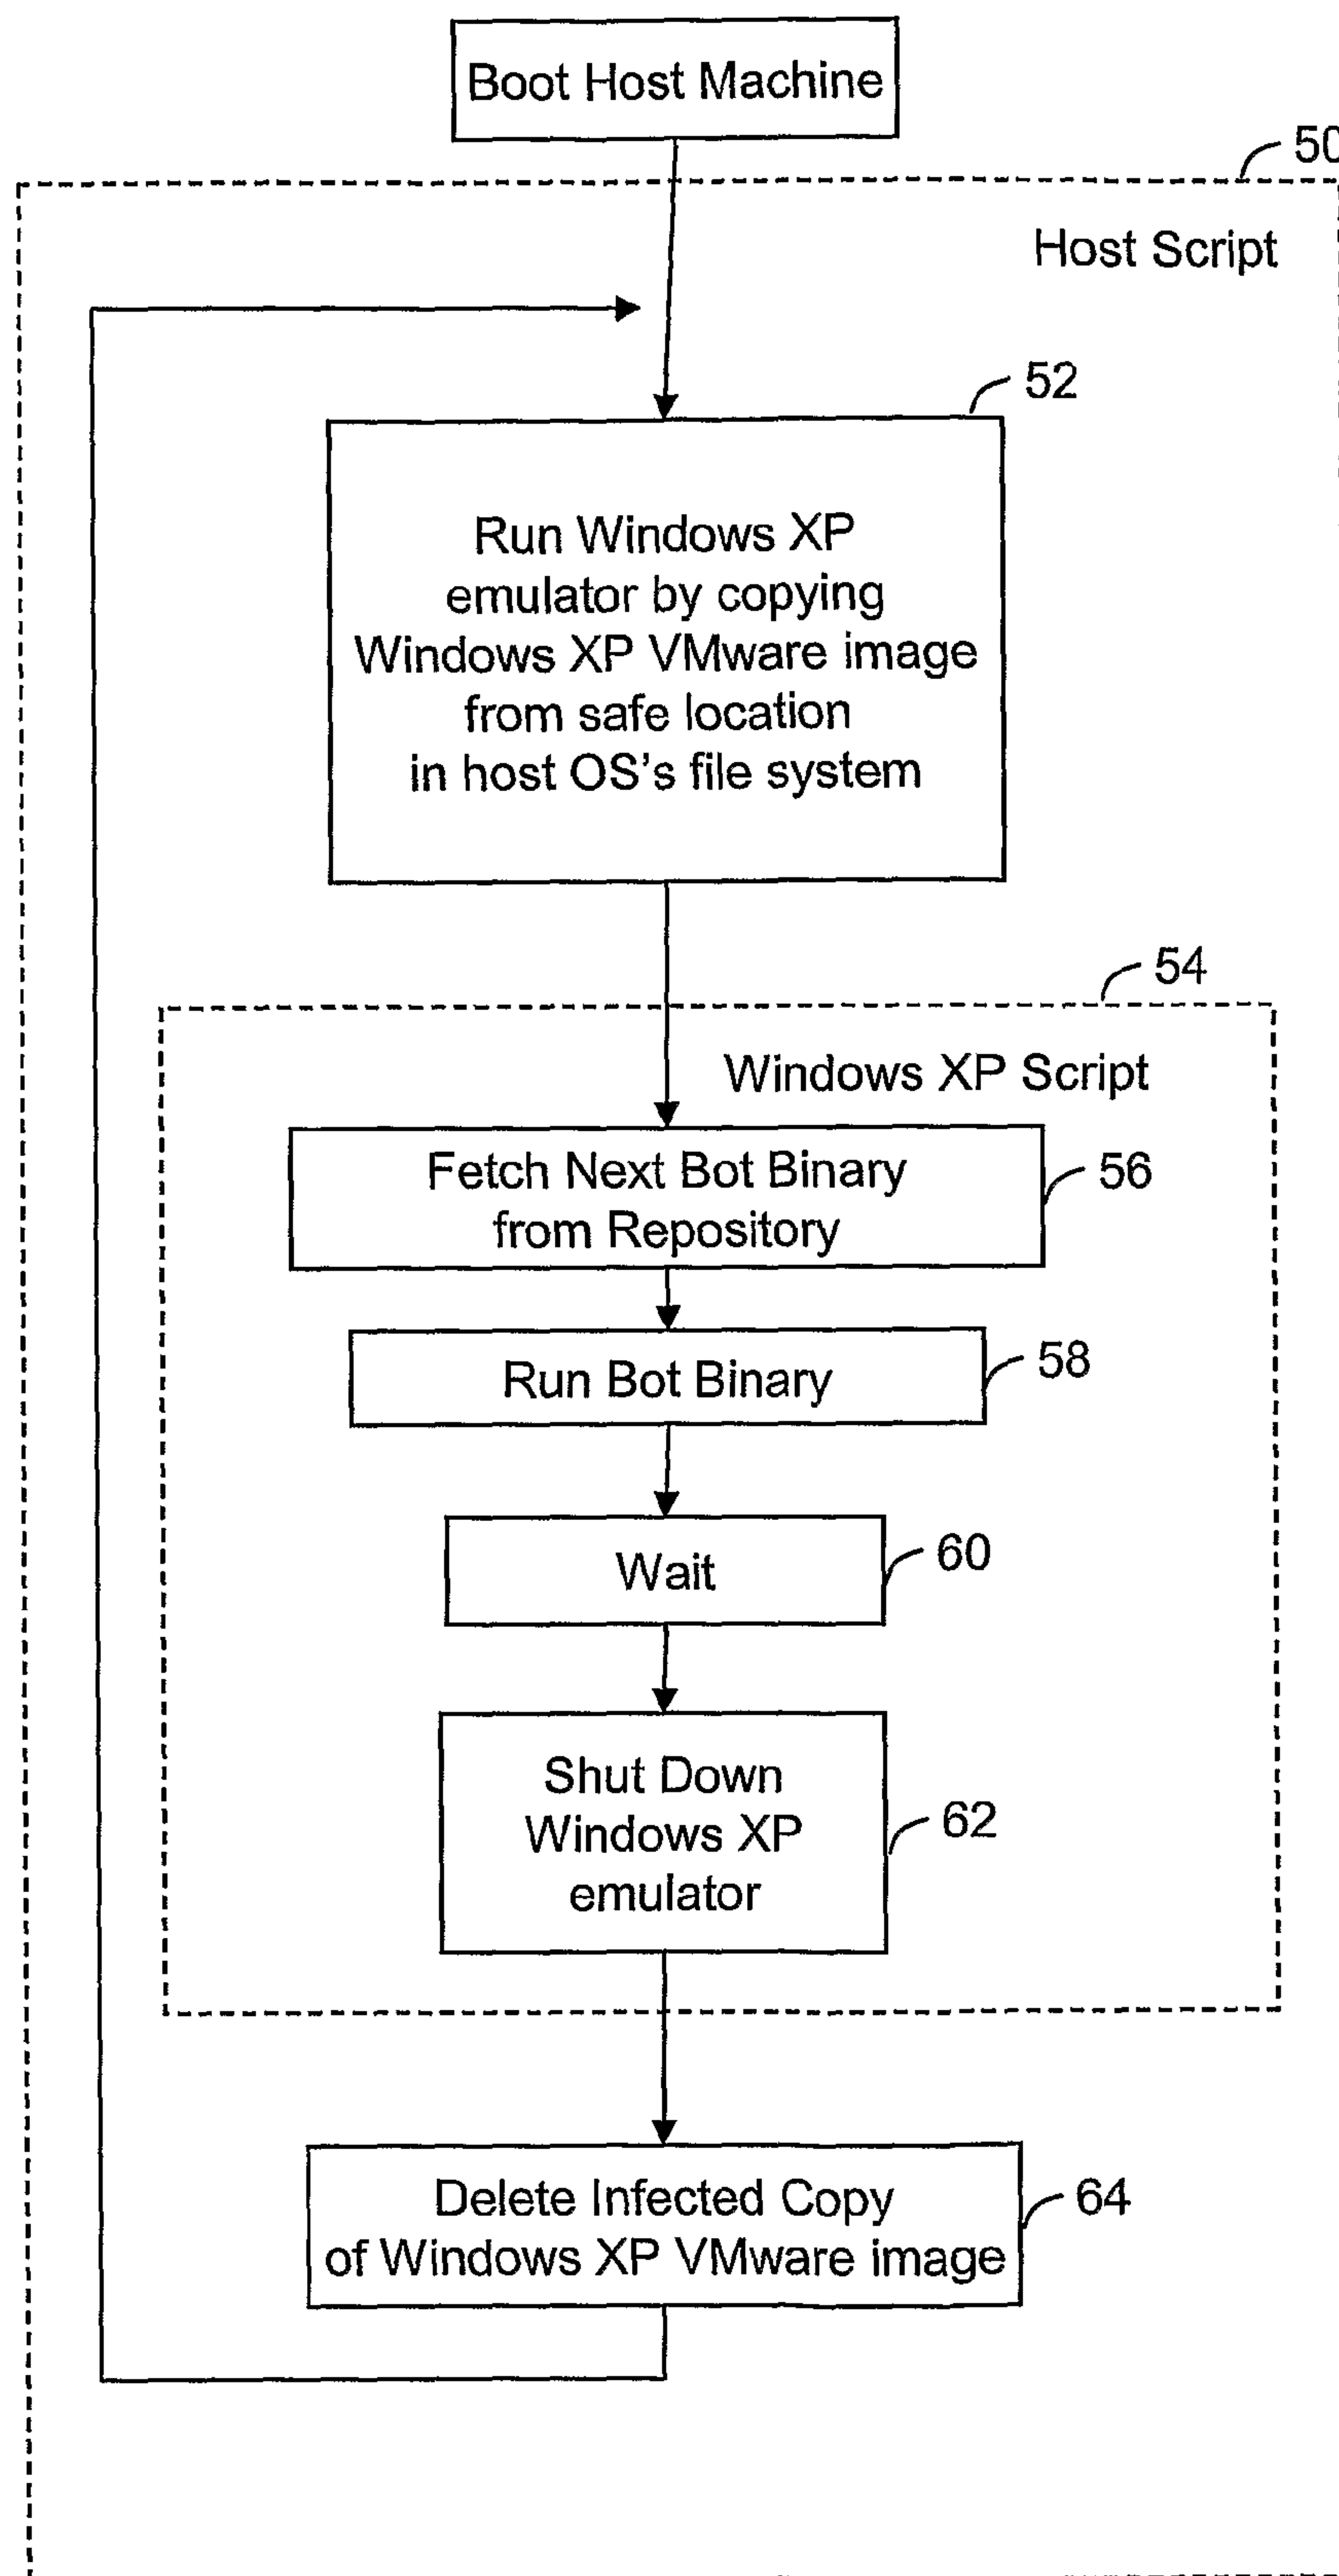 Boot Host Machine
50
Host Script
52
Run Windows XP
emulator by copying
Windows XP VMware image
from safe location
in host OS's file system
54
Windows XP Script
Fetch Next Bot Binary
from Repository
56
Run Bot Binary
58
Wait
60
Shut Down
Windows XP
emulator
62
Delete Infected Copy
of Windows XP VMware image
64